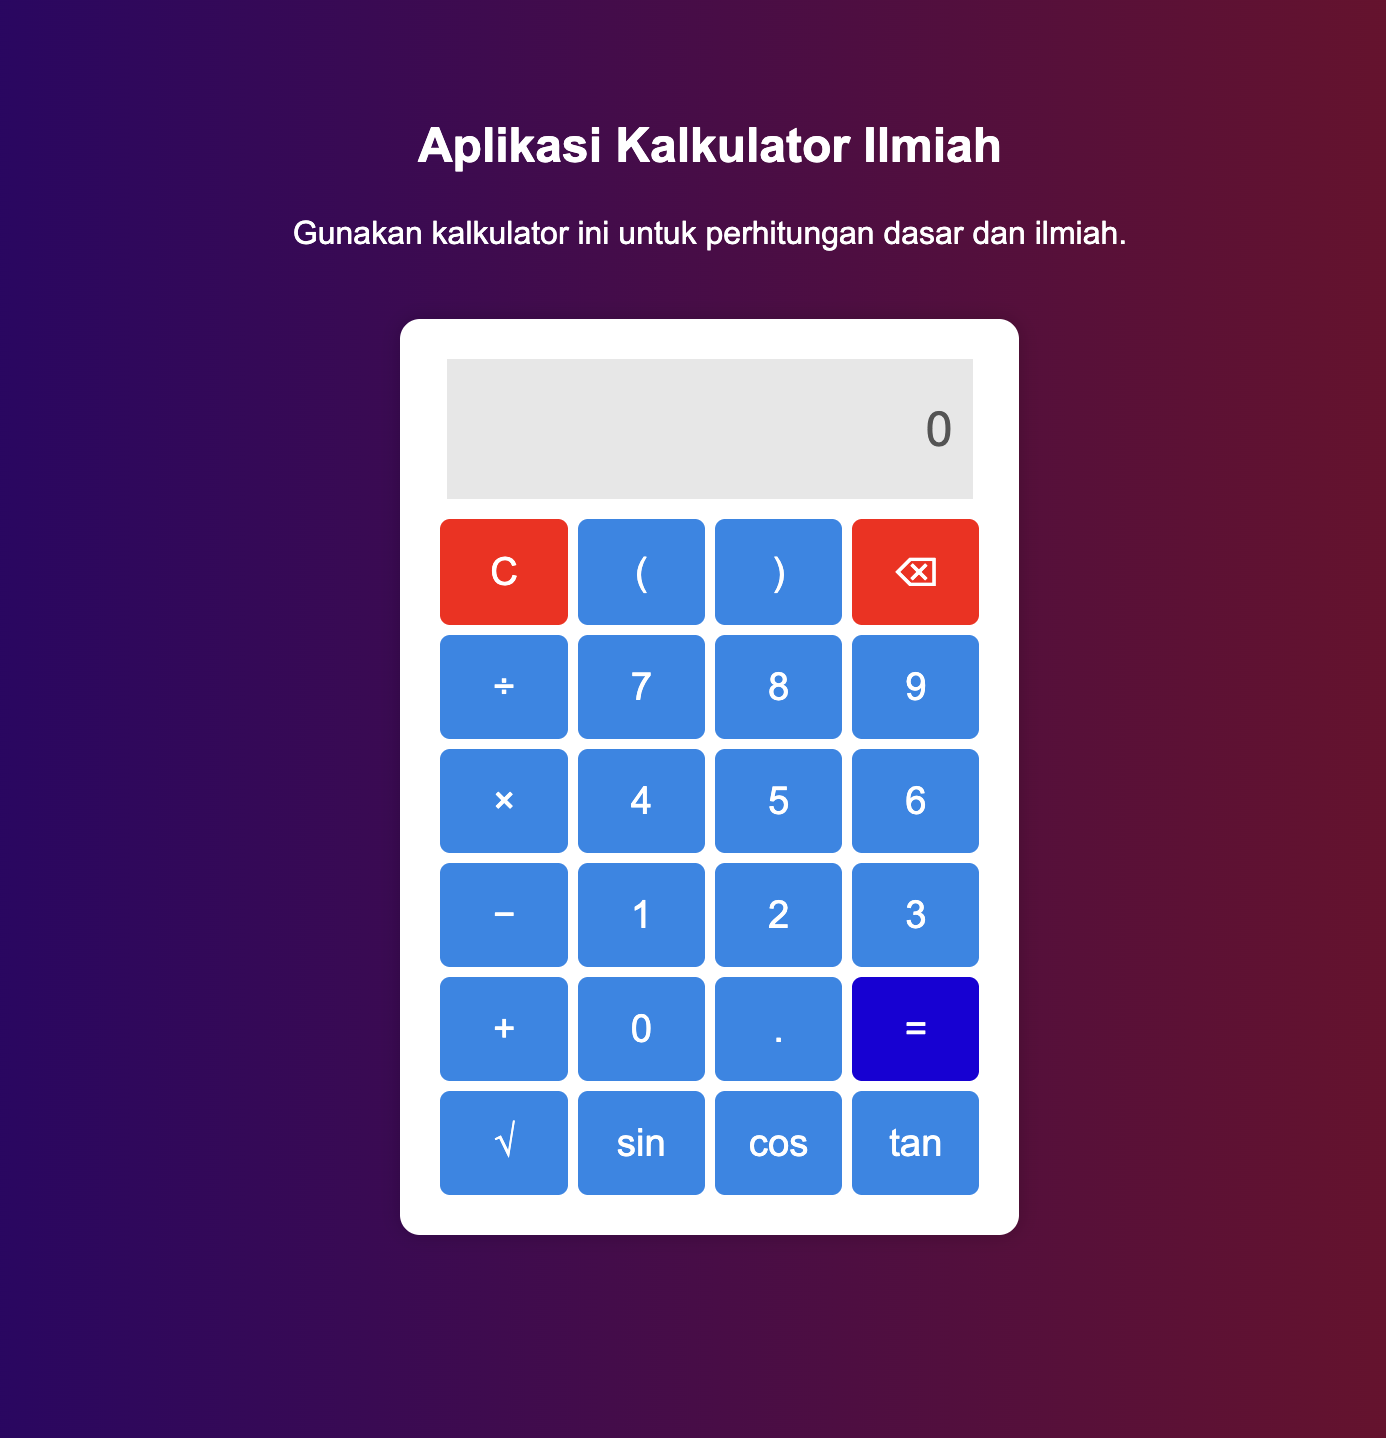 Aplikasi Kalkulator Ilmiah
Gunakan kalkulator ini untuk perhitungan dasar dan ilmiah.
0
C ( ) ⌫
÷ 7 8 9
× 4 5 6
− 1 2 3
+ 0 . =
√ sin cos tan